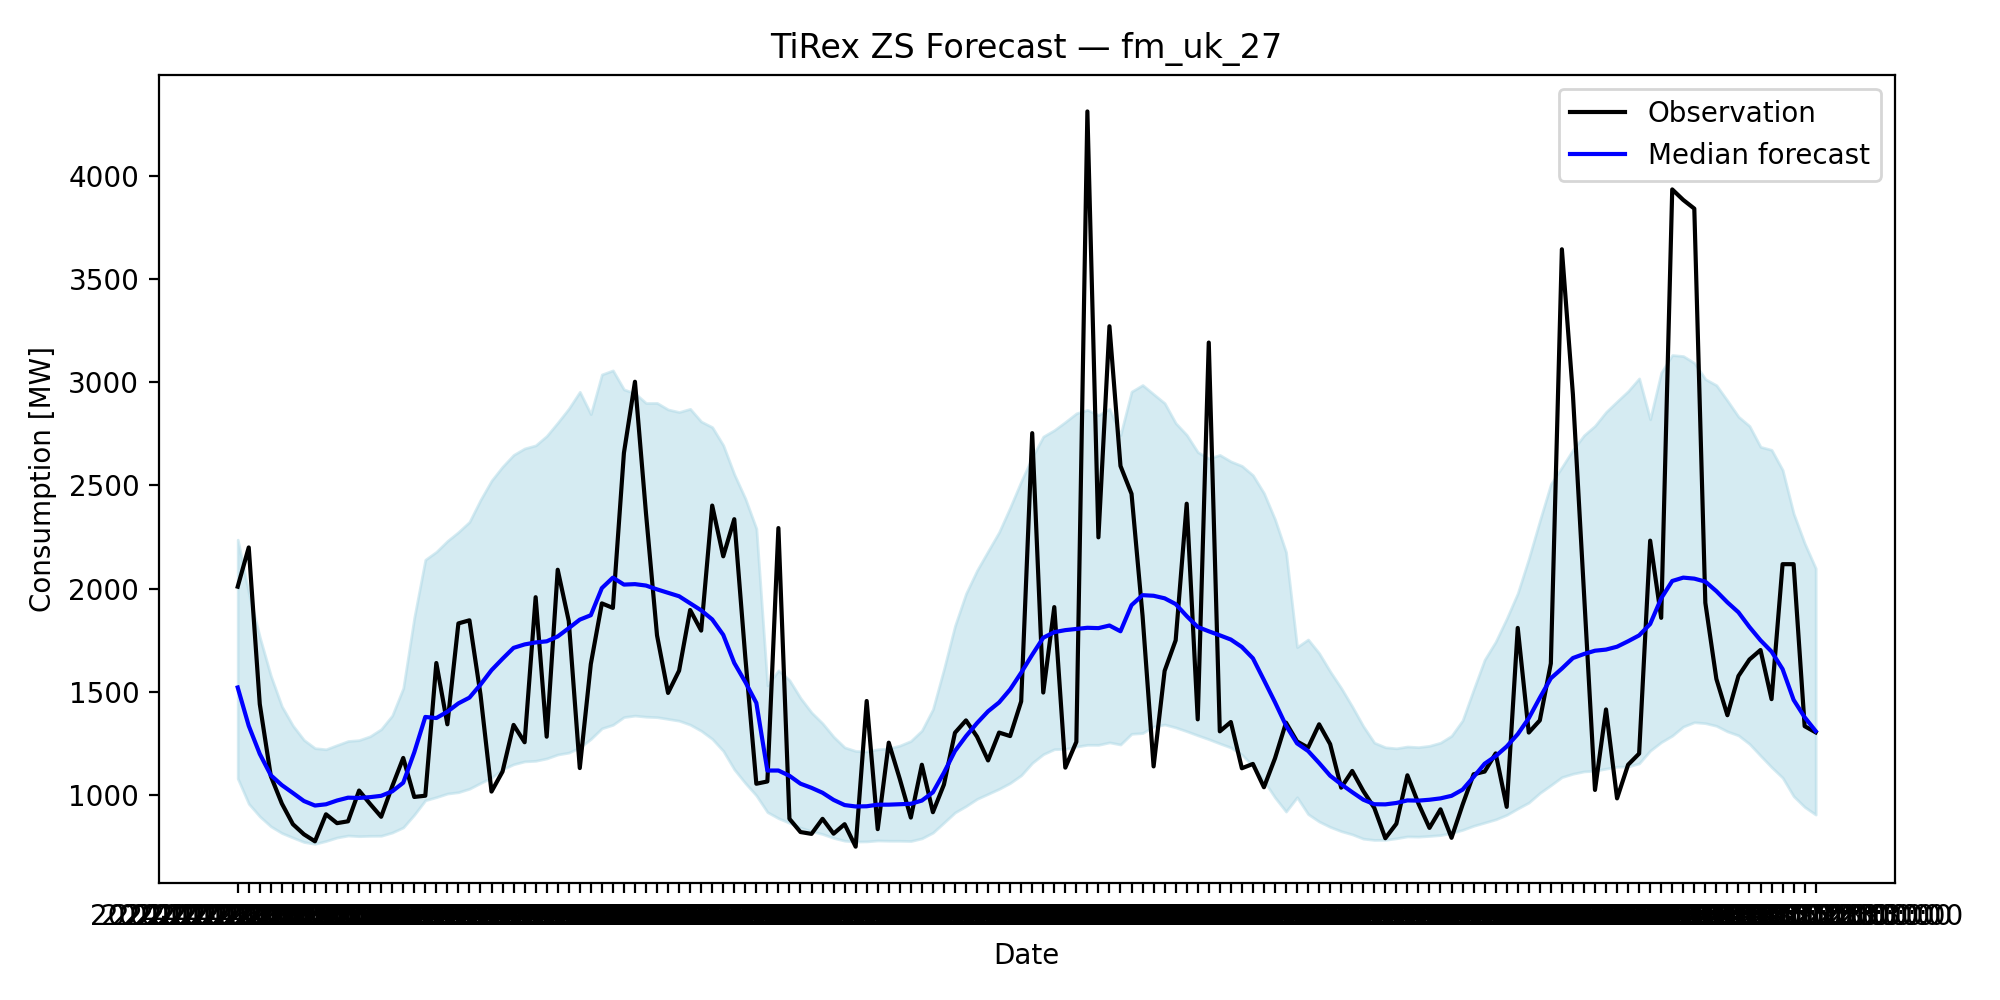 TiRex ZS Forecast — fm_uk_27
Observation
Median forecast
4000
3500
3000
2500
2000
1500
1000
Consumption [MW]
Date